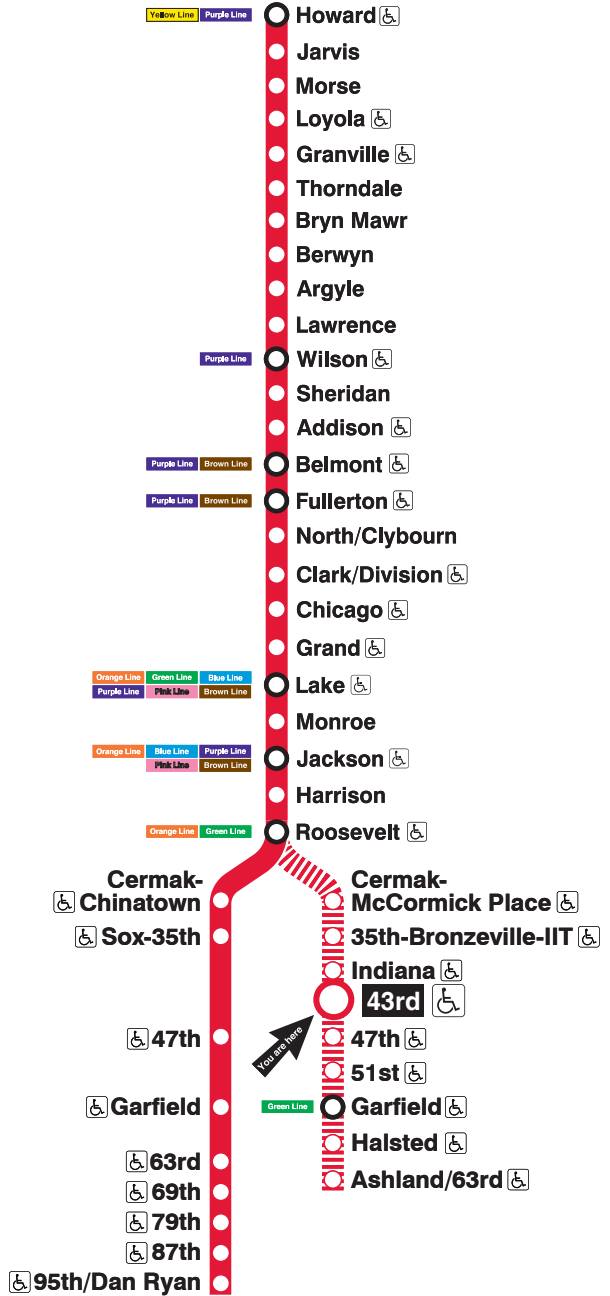 Yellow Line Purple Line Howard
Jarvis
Morse
Loyola
Granville
Thorndale
Bryn Mawr
Berwyn
Argyle
Lawrence
Purple Line Wilson
Sheridan
Addison
Purple Line Brown Line Belmont
Purple Line Brown Line Fullerton
North/Clybourn
Clark/Division
Chicago
Grand
Orange Line Green Line Blue Line
Purple Line Pink Line Brown Line
Lake
Monroe
Orange Line Blue Line Purple Line
Pink Line Brown Line
Jackson
Harrison
Orange Line Green Line Roosevelt
Cermak-
Chinatown
Sox-35th
47th
Garfield
63rd
69th
79th
87th
95th/Dan Ryan
Cermak-
McCormick Place
35th-Bronzeville-IIT
Indiana
43rd
You are here
47th
51st
Green Line Garfield
Halsted
Ashland/63rd